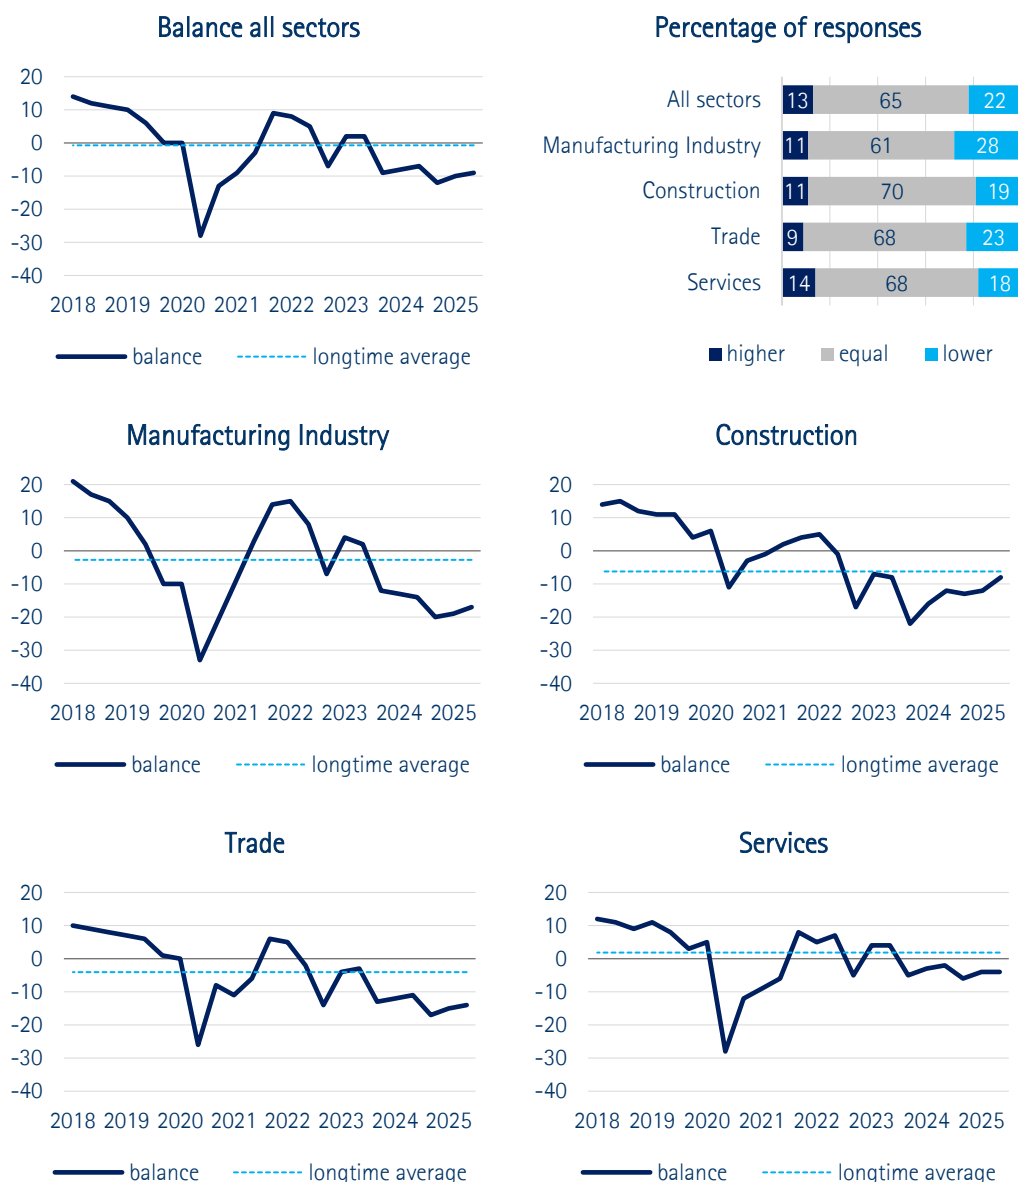 Balance all sectors
20
10
0
-10
-20
-30
-40
2018 2019 2020 2021 2022 2023 2024 2025
balance longtime average
Percentage of responses
All sectors 13 65 22
Manufacturing Industry 11 61 28
Construction 11 70 19
Trade 9 68 23
Services 14 68 18
higher equal lower
Manufacturing Industry
20
10
0
-10
-20
-30
-40
2018 2019 2020 2021 2022 2023 2024 2025
balance longtime average
Construction
20
10
0
-10
-20
-30
-40
2018 2019 2020 2021 2022 2023 2024 2025
balance longtime average
Trade
20
10
0
-10
-20
-30
-40
2018 2019 2020 2021 2022 2023 2024 2025
balance longtime average
Services
20
10
0
-10
-20
-30
-40
2018 2019 2020 2021 2022 2023 2024 2025
balance longtime average